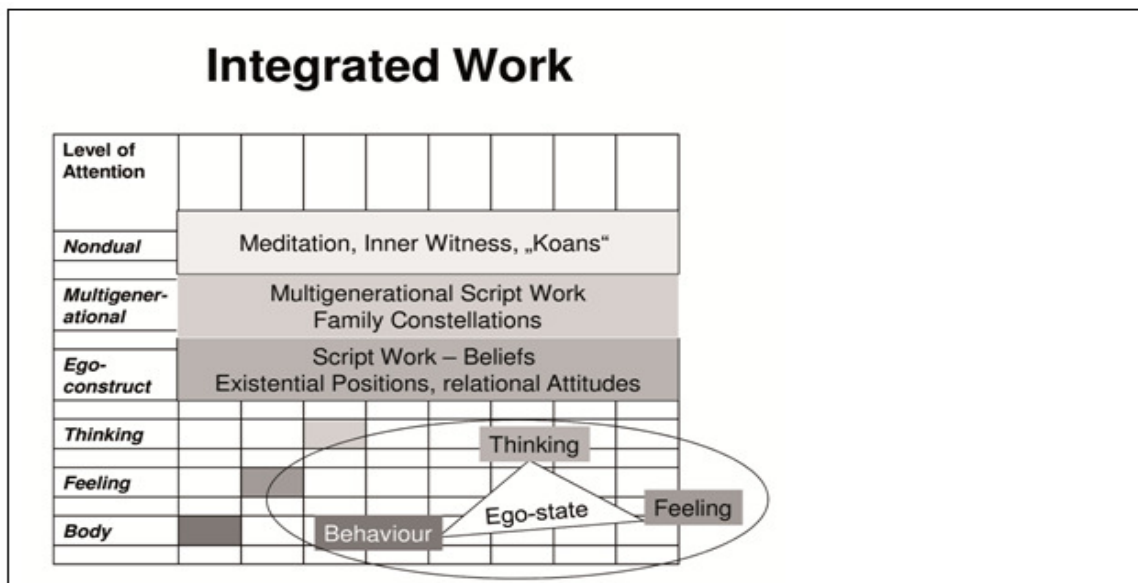 Integrated Work
Level of
Attention
Nondual
Meditation, Inner Witness, „Koans“
Multigener-
ational
Multigenerational Script Work
Family Constellations
Ego-
construct
Script Work – Beliefs
Existential Positions, relational Attitudes
Thinking
Thinking
Feeling
Feeling
Ego-state
Body
Behaviour